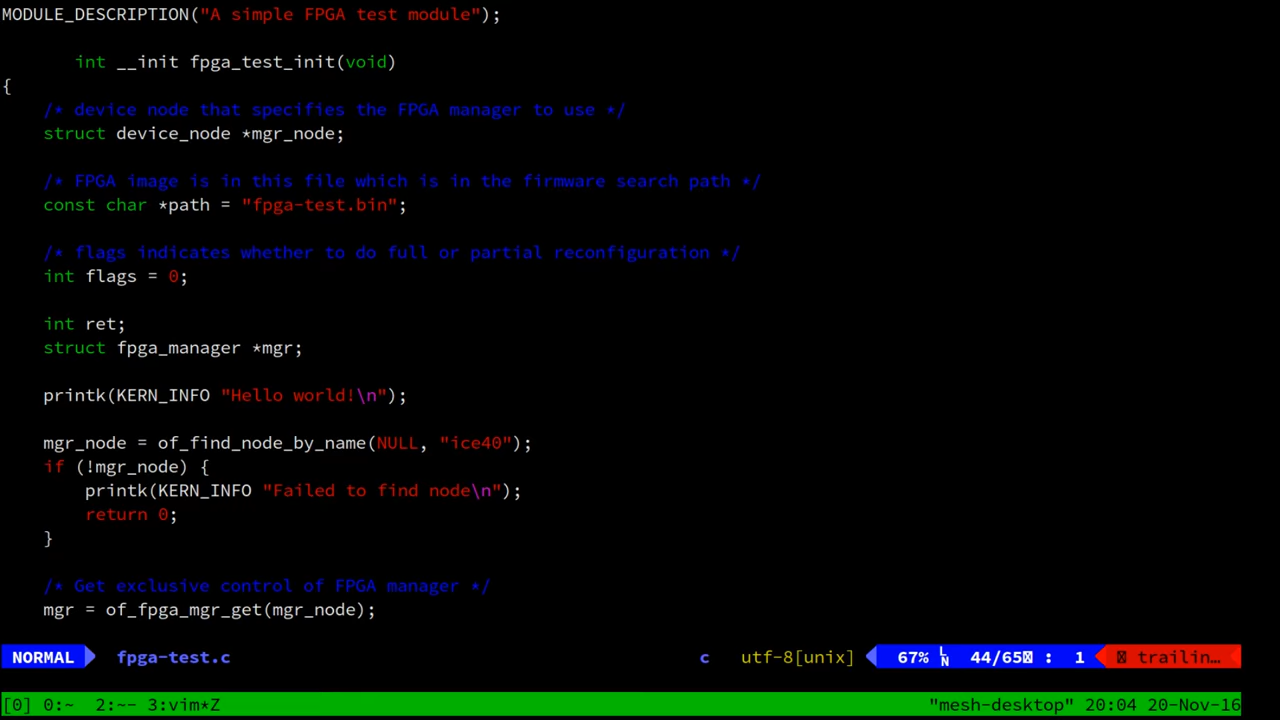 MODULE_DESCRIPTION("A simple FPGA test module");
int __init fpga_test_init(void)
{
/* device node that specifies the FPGA manager to use */
struct device_node *mgr_node;
/* FPGA image is in this file which is in the firmware search path */
const char *path = "fpga-test.bin";
/* flags indicates whether to do full or partial reconfiguration */
int flags = 0;
int ret;
struct fpga_manager *mgr;
printk(KERN_INFO "Hello world!\n");
mgr_node = of_find_node_by_name(NULL, "ice40");
if (!mgr_node) {
printk(KERN_INFO "Failed to find node\n");
return 0;
}
/* Get exclusive control of FPGA manager */
mgr = of_fpga_mgr_get(mgr_node);
NORMAL fpga-test.c c utf-8[unix] 67% LN 44/65 : 1 trailin…
[0] 0:~ 2:~- 3:vim*Z "mesh-desktop" 20:04 20-Nov-16